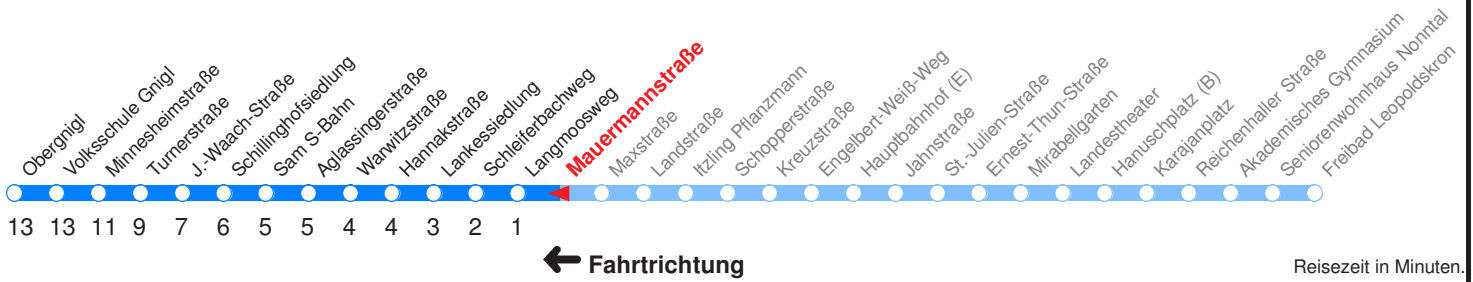 Obergnigl
Volksschule Gnigl
Minnesheimstraße
Turnerstraße
J.-Waach-Straße
Schillinghofsiedlung
Sam S-Bahn
Aglassingerstraße
Warwitzstraße
Hannakstraße
Lankessiedlung
Schleiferbachweg
Langmoosweg
Mauermannstraße
Maxstraße
Landstraße
Itzling Pflanzmann
Schopperstraße
Kreuzstraße
Engelbert-Weiß-Weg
Hauptbahnhof (E)
Jahnstraße
St.-Julien-Straße
Ernest-Thun-Straße
Mirabellgarten
Landestheater
Hanuschplatz (B)
Karajanplatz
Reichenhaller Straße
Akademisches Gymnasium
Seniorenwohnhaus Nonntal
Freibad Leopoldskron
13 13 11 9 7 6 5 5 4 4 3 2 1
Fahrtrichtung
Reisezeit in Minuten.